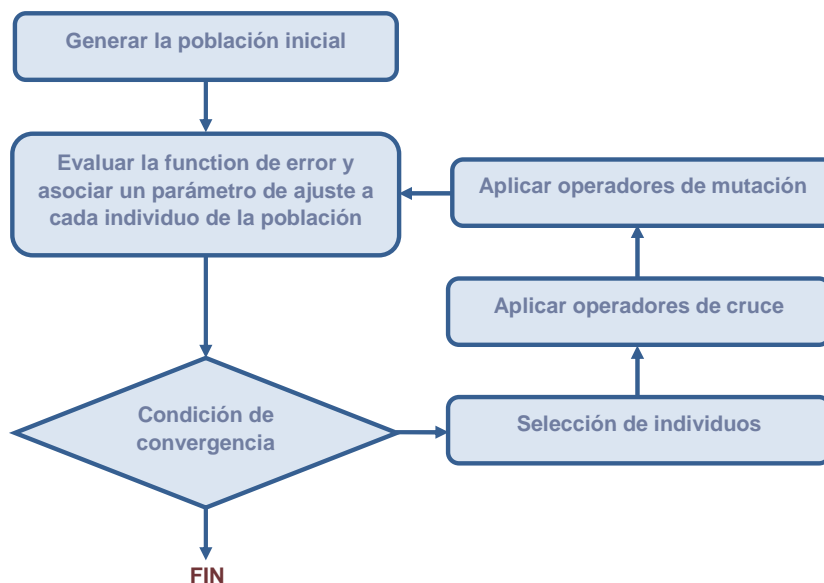 Generar la población inicial
Evaluar la function de error y
asociar un parámetro de ajuste a
cada individuo de la población
Aplicar operadores de mutación
Aplicar operadores de cruce
Condición de
convergencia
Selección de individuos
FIN